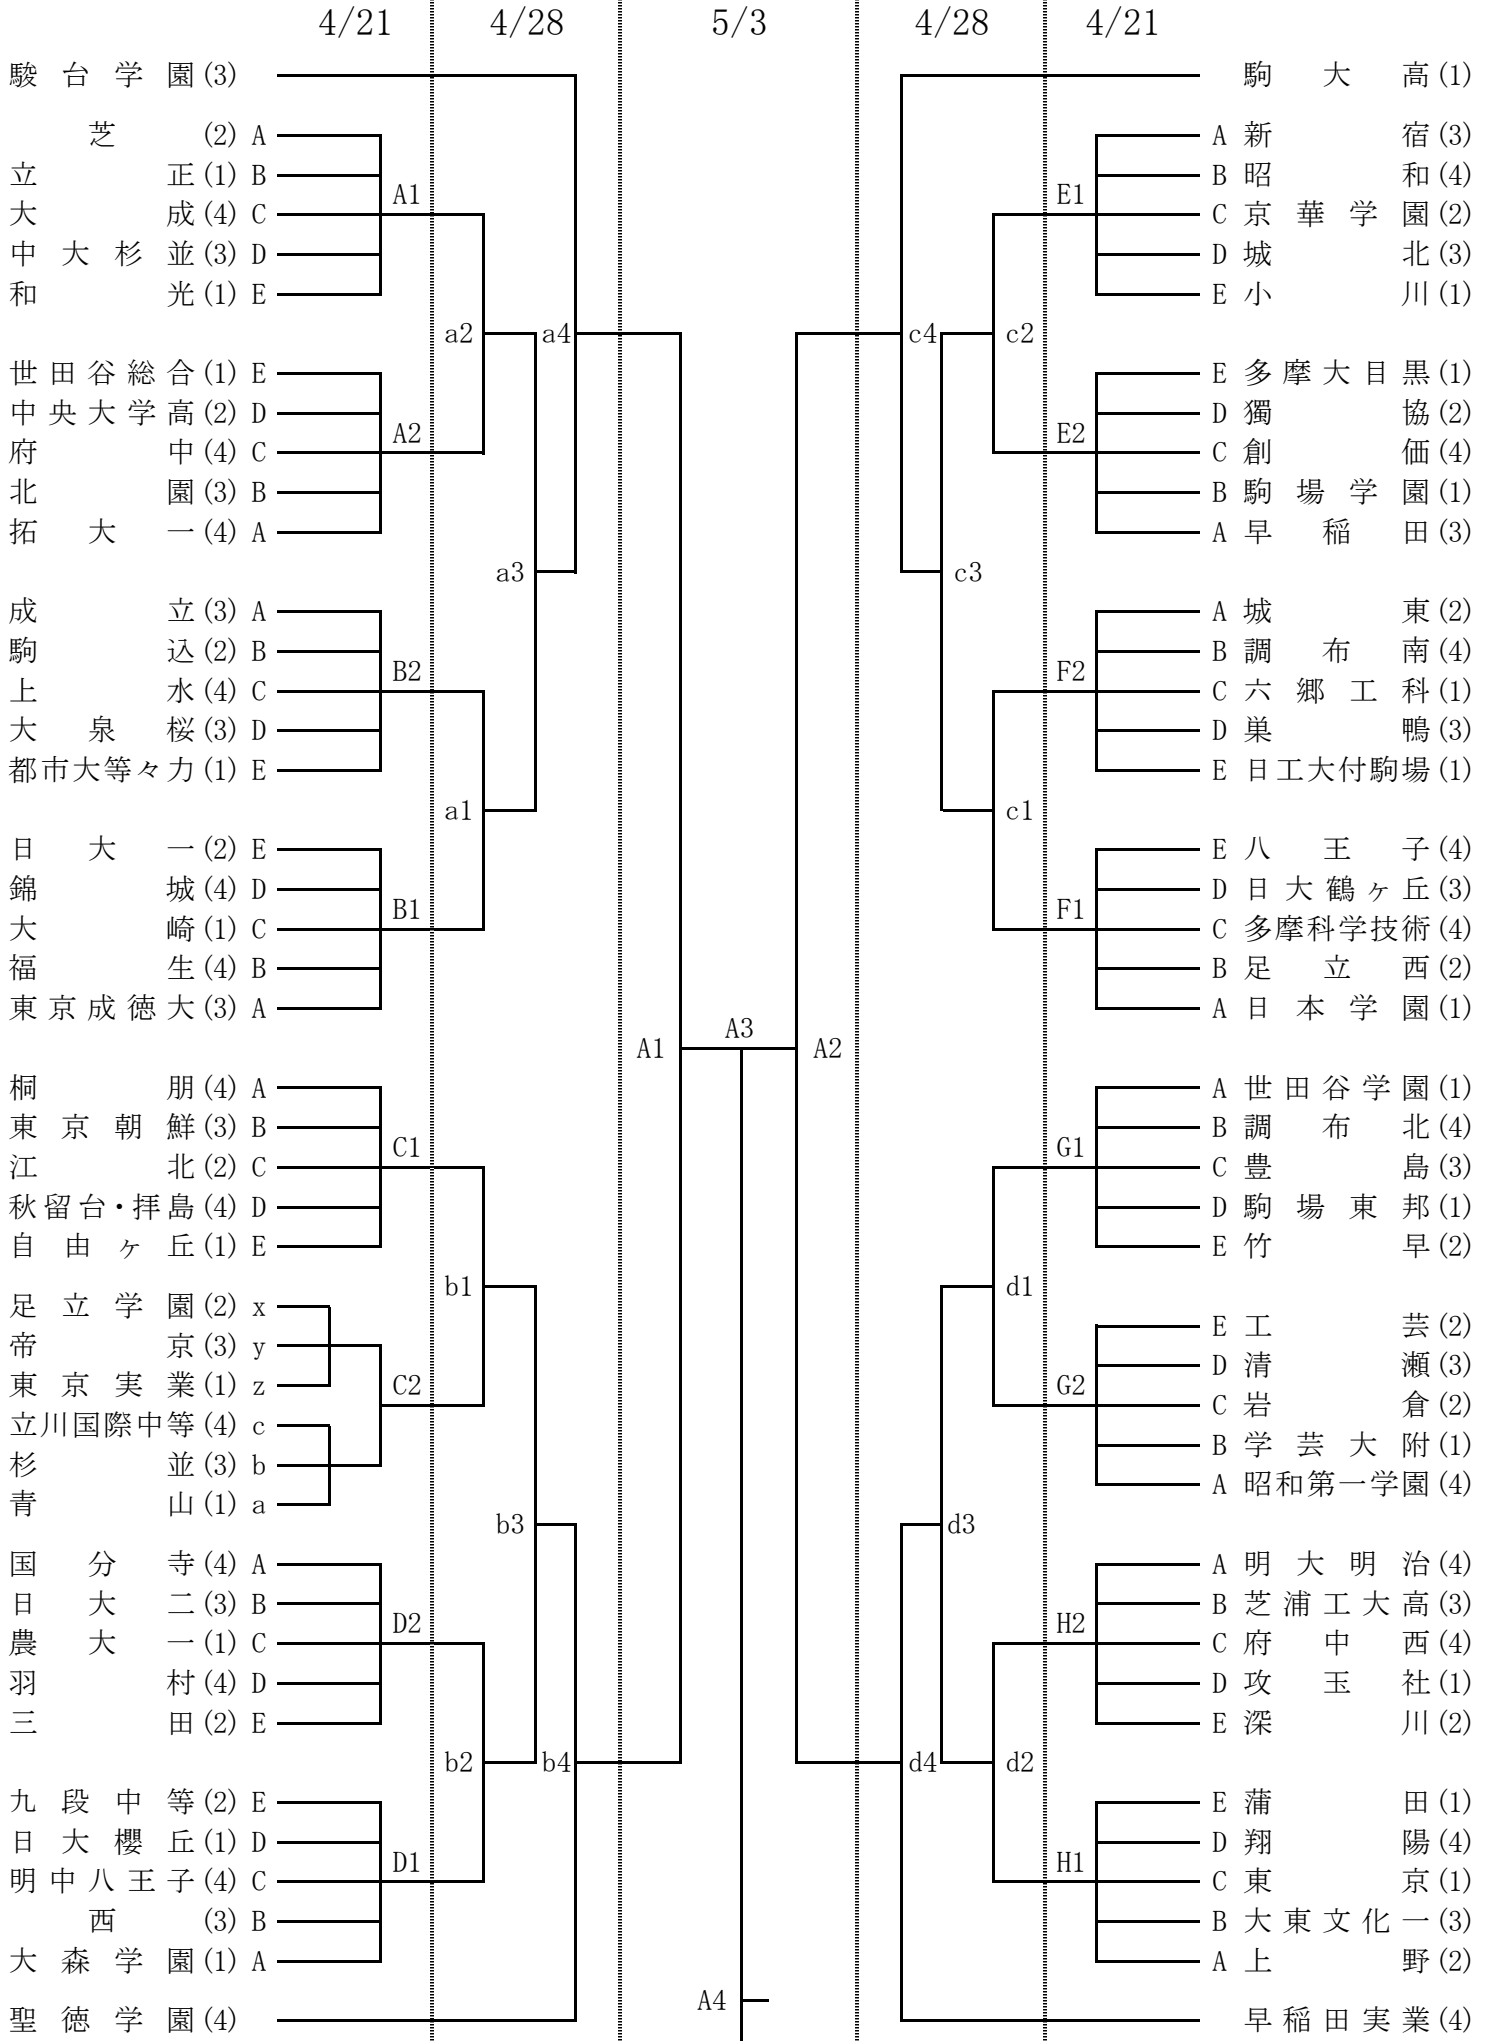 4/21 4/28 5/3 4/28 4/21
駿台学園(3)
芝(2) A
立正(1) B
A1
大成(4) C
中大杉並(3) D
和光(1) E
a2 a4
世田谷総合(1) E
中央大学高(2) D
A2
府中(4) C
北園(3) B
拓大一(4) A
a3
成立(3) A
駒込(2) B
B2
上水(4) C
大泉桜(3) D
都市大等々力(1) E
a1
日大一(2) E
錦城(4) D
B1
大崎(1) C
福生(4) B
東京成徳大(3) A
桐朋(4) A
東京朝鮮(3) B
C1
江北(2) C
秋留台・拝島(4) D
自由ヶ丘(1) E
b1
足立学園(2) x
帝京(3) y
東京実業(1) z
C2
立川国際中等(4) c
杉並(3) b
青山(1) a
b3
国分寺(4) A
日大二(3) B
D2
農大一(1) C
羽村(4) D
三田(2) E
b2 b4
九段中等(2) E
日大櫻丘(1) D
D1
明中八王子(4) C
西(3) B
大森学園(1) A
聖徳学園(4)
A3
A1 A2
A4
駒大高(1)
A 新宿(3)
B 昭和(4)
E1
C 京華学園(2)
D 城北(3)
E 小川(1)
c4 c2
E 多摩大目黒(1)
D 獨協(2)
E2
C 創価(4)
B 駒場学園(1)
A 早稲田(3)
c3
A 城東(2)
B 調布南(4)
F2
C 六郷工科(1)
D 巣鴨(3)
E 日工大付駒場(1)
c1
E 八王子(4)
D 日大鶴ヶ丘(3)
F1
C 多摩科学技術(4)
B 足立西(2)
A 日本学園(1)
A 世田谷学園(1)
B 調布北(4)
G1
C 豊島(3)
D 駒場東邦(1)
E 竹早(2)
d1
E 工芸(2)
D 清瀬(3)
G2
C 岩倉(2)
B 学芸大附(1)
A 昭和第一学園(4)
d3
A 明大明治(4)
B 芝浦工大高(3)
H2
C 府中西(4)
D 攻玉社(1)
E 深川(2)
d4 d2
E 蒲田(1)
D 翔陽(4)
H1
C 東京(1)
B 大東文化一(3)
A 上野(2)
早稲田実業(4)